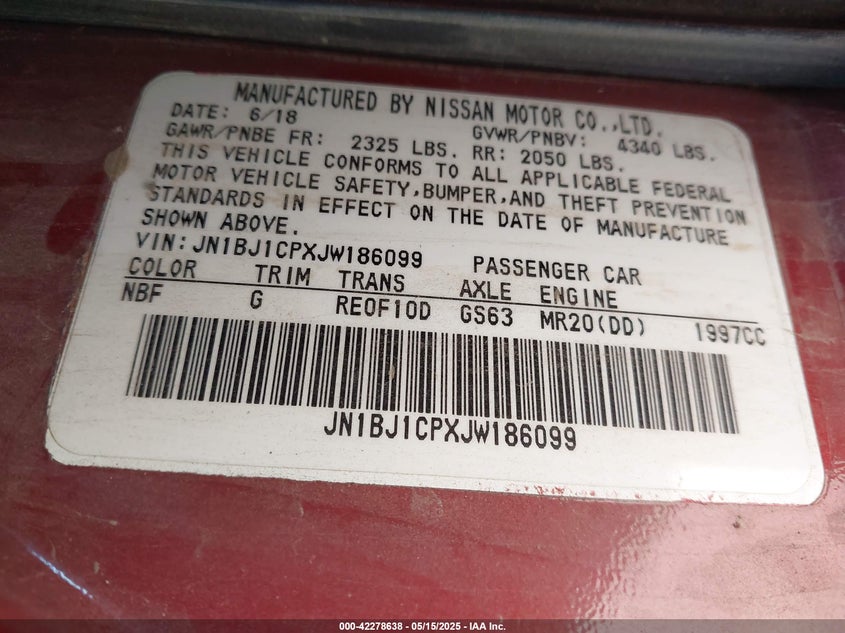 MANUFACTURED BY NISSAN MOTOR CO.,LTD.
DATE: 6/18 GVWR/PNBV: 4340 LBS.
GAWR/PNBE FR: 2325 LBS. RR: 2050 LBS.
THIS VEHICLE CONFORMS TO ALL APPLICABLE FEDERAL
MOTOR VEHICLE SAFETY,BUMPER,AND THEFT PREVENTION
STANDARDS IN EFFECT ON THE DATE OF MANUFACTURE
SHOWN ABOVE.
VIN:JN1BJ1CPXJW186099 PASSENGER CAR
COLOR TRIM TRANS AXLE ENGINE
NBF G RE0F10D GS63 MR20(DD) 1997CC
JN1BJ1CPXJW186099
000-42278638 - 05/15/2025 - IAA Inc.